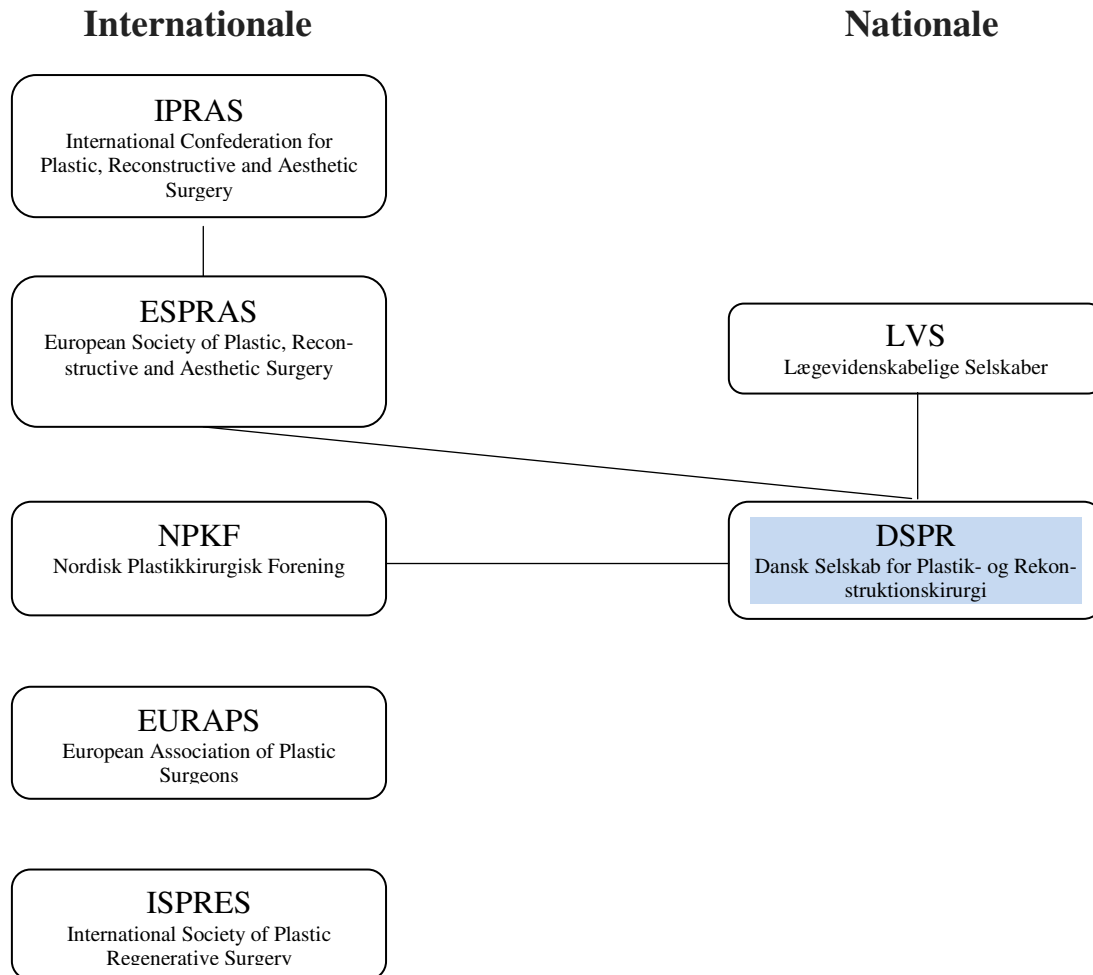 Internationale
Nationale
IPRAS
International Confederation for
Plastic, Reconstructive and Aesthetic
Surgery
ESPRAS
European Society of Plastic, Recon-
structive and Aesthetic Surgery
LVS
Lægevidenskabelige Selskaber
NPKF
Nordisk Plastikkirurgisk Forening
DSPR
Dansk Selskab for Plastik- og Rekon-
struktionskirurgi
EURAPS
European Association of Plastic
Surgeons
ISPRES
International Society of Plastic
Regenerative Surgery